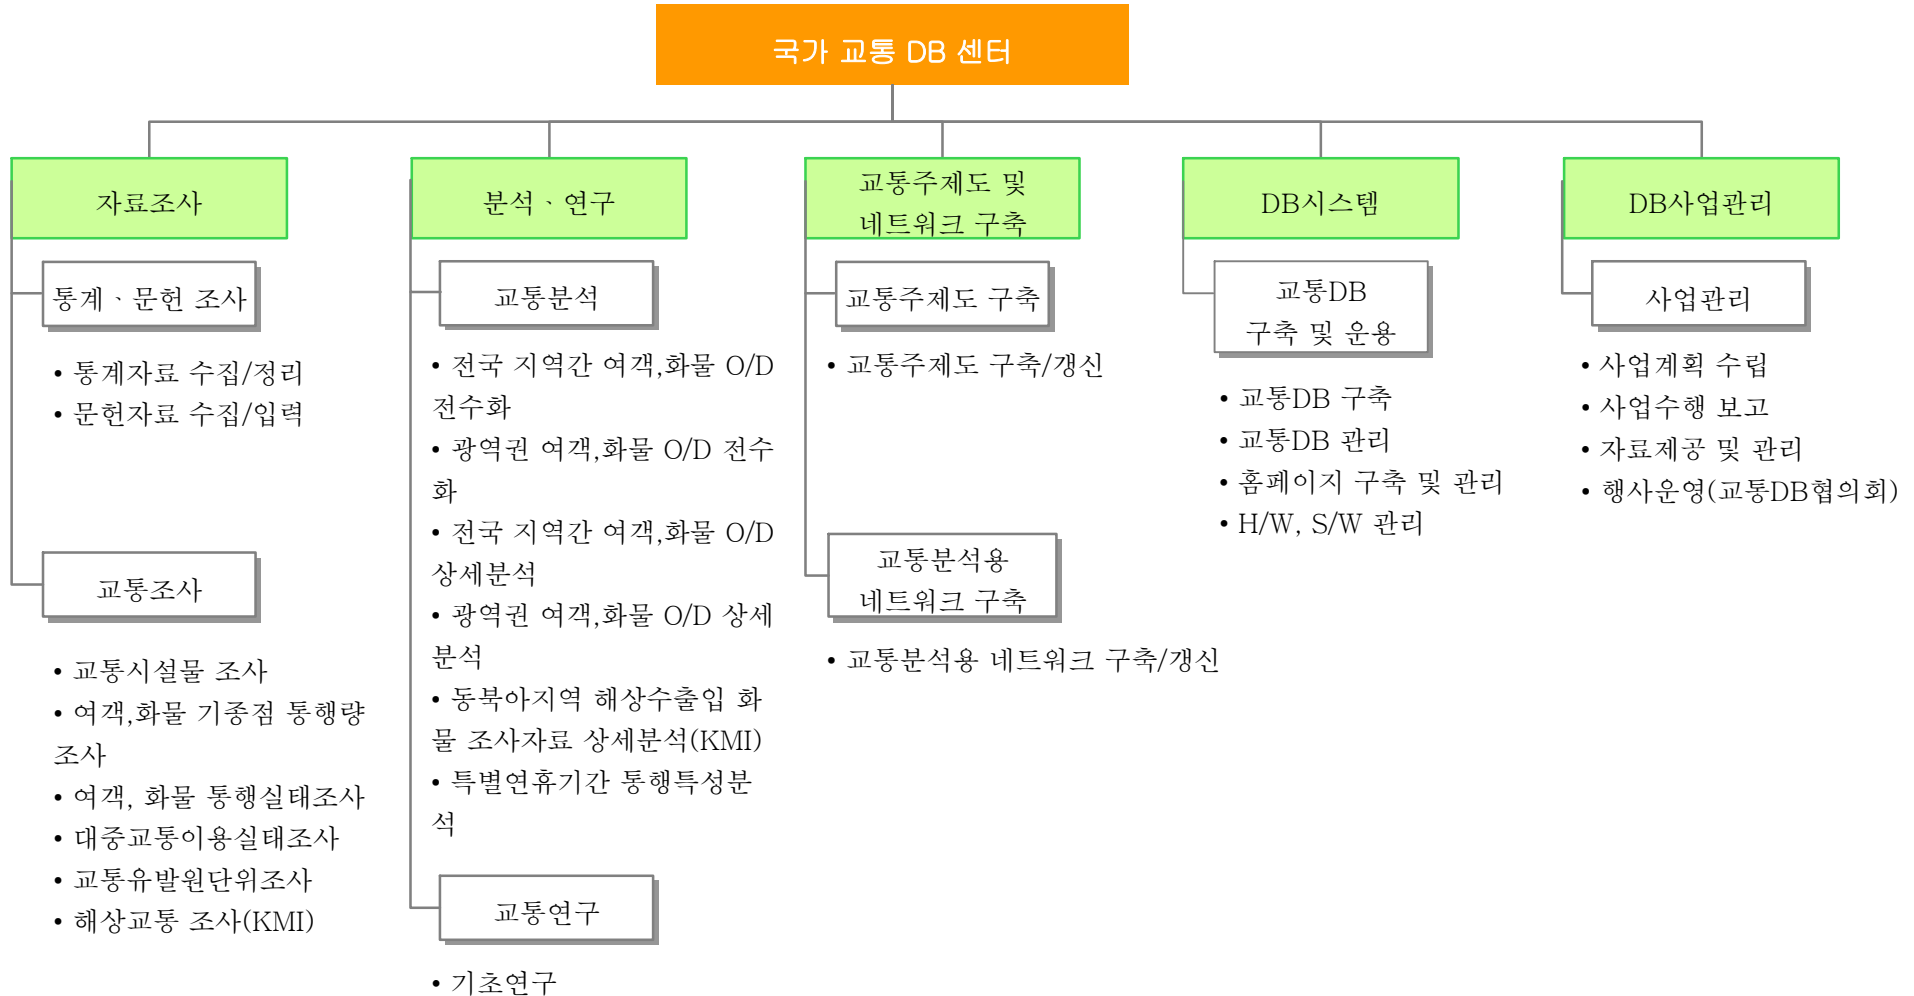 국가 교통 DB 센터
자료조사
통계ㆍ문헌 조사
• 통계자료 수집/정리
• 문헌자료 수집/입력
교통조사
• 교통시설물 조사
• 여객,화물 기종점 통행량
조사
• 여객, 화물 통행실태조사
• 대중교통이용실태조사
• 교통유발원단위조사
• 해상교통 조사(KMI)
분석ㆍ연구
교통분석
• 전국 지역간 여객,화물 O/D
전수화
• 광역권 여객,화물 O/D 전수
화
• 전국 지역간 여객,화물 O/D
상세분석
• 광역권 여객,화물 O/D 상세
분석
• 동북아지역 해상수출입 화
물 조사자료 상세분석(KMI)
• 특별연휴기간 통행특성분
석
교통연구
• 기초연구
교통주제도 및
네트워크 구축
교통주제도 구축
• 교통주제도 구축/갱신
교통분석용
네트워크 구축
• 교통분석용 네트워크 구축/갱신
DB시스템
교통DB
구축 및 운용
• 교통DB 구축
• 교통DB 관리
• 홈페이지 구축 및 관리
• H/W, S/W 관리
DB사업관리
사업관리
• 사업계획 수립
• 사업수행 보고
• 자료제공 및 관리
• 행사운영(교통DB협의회)